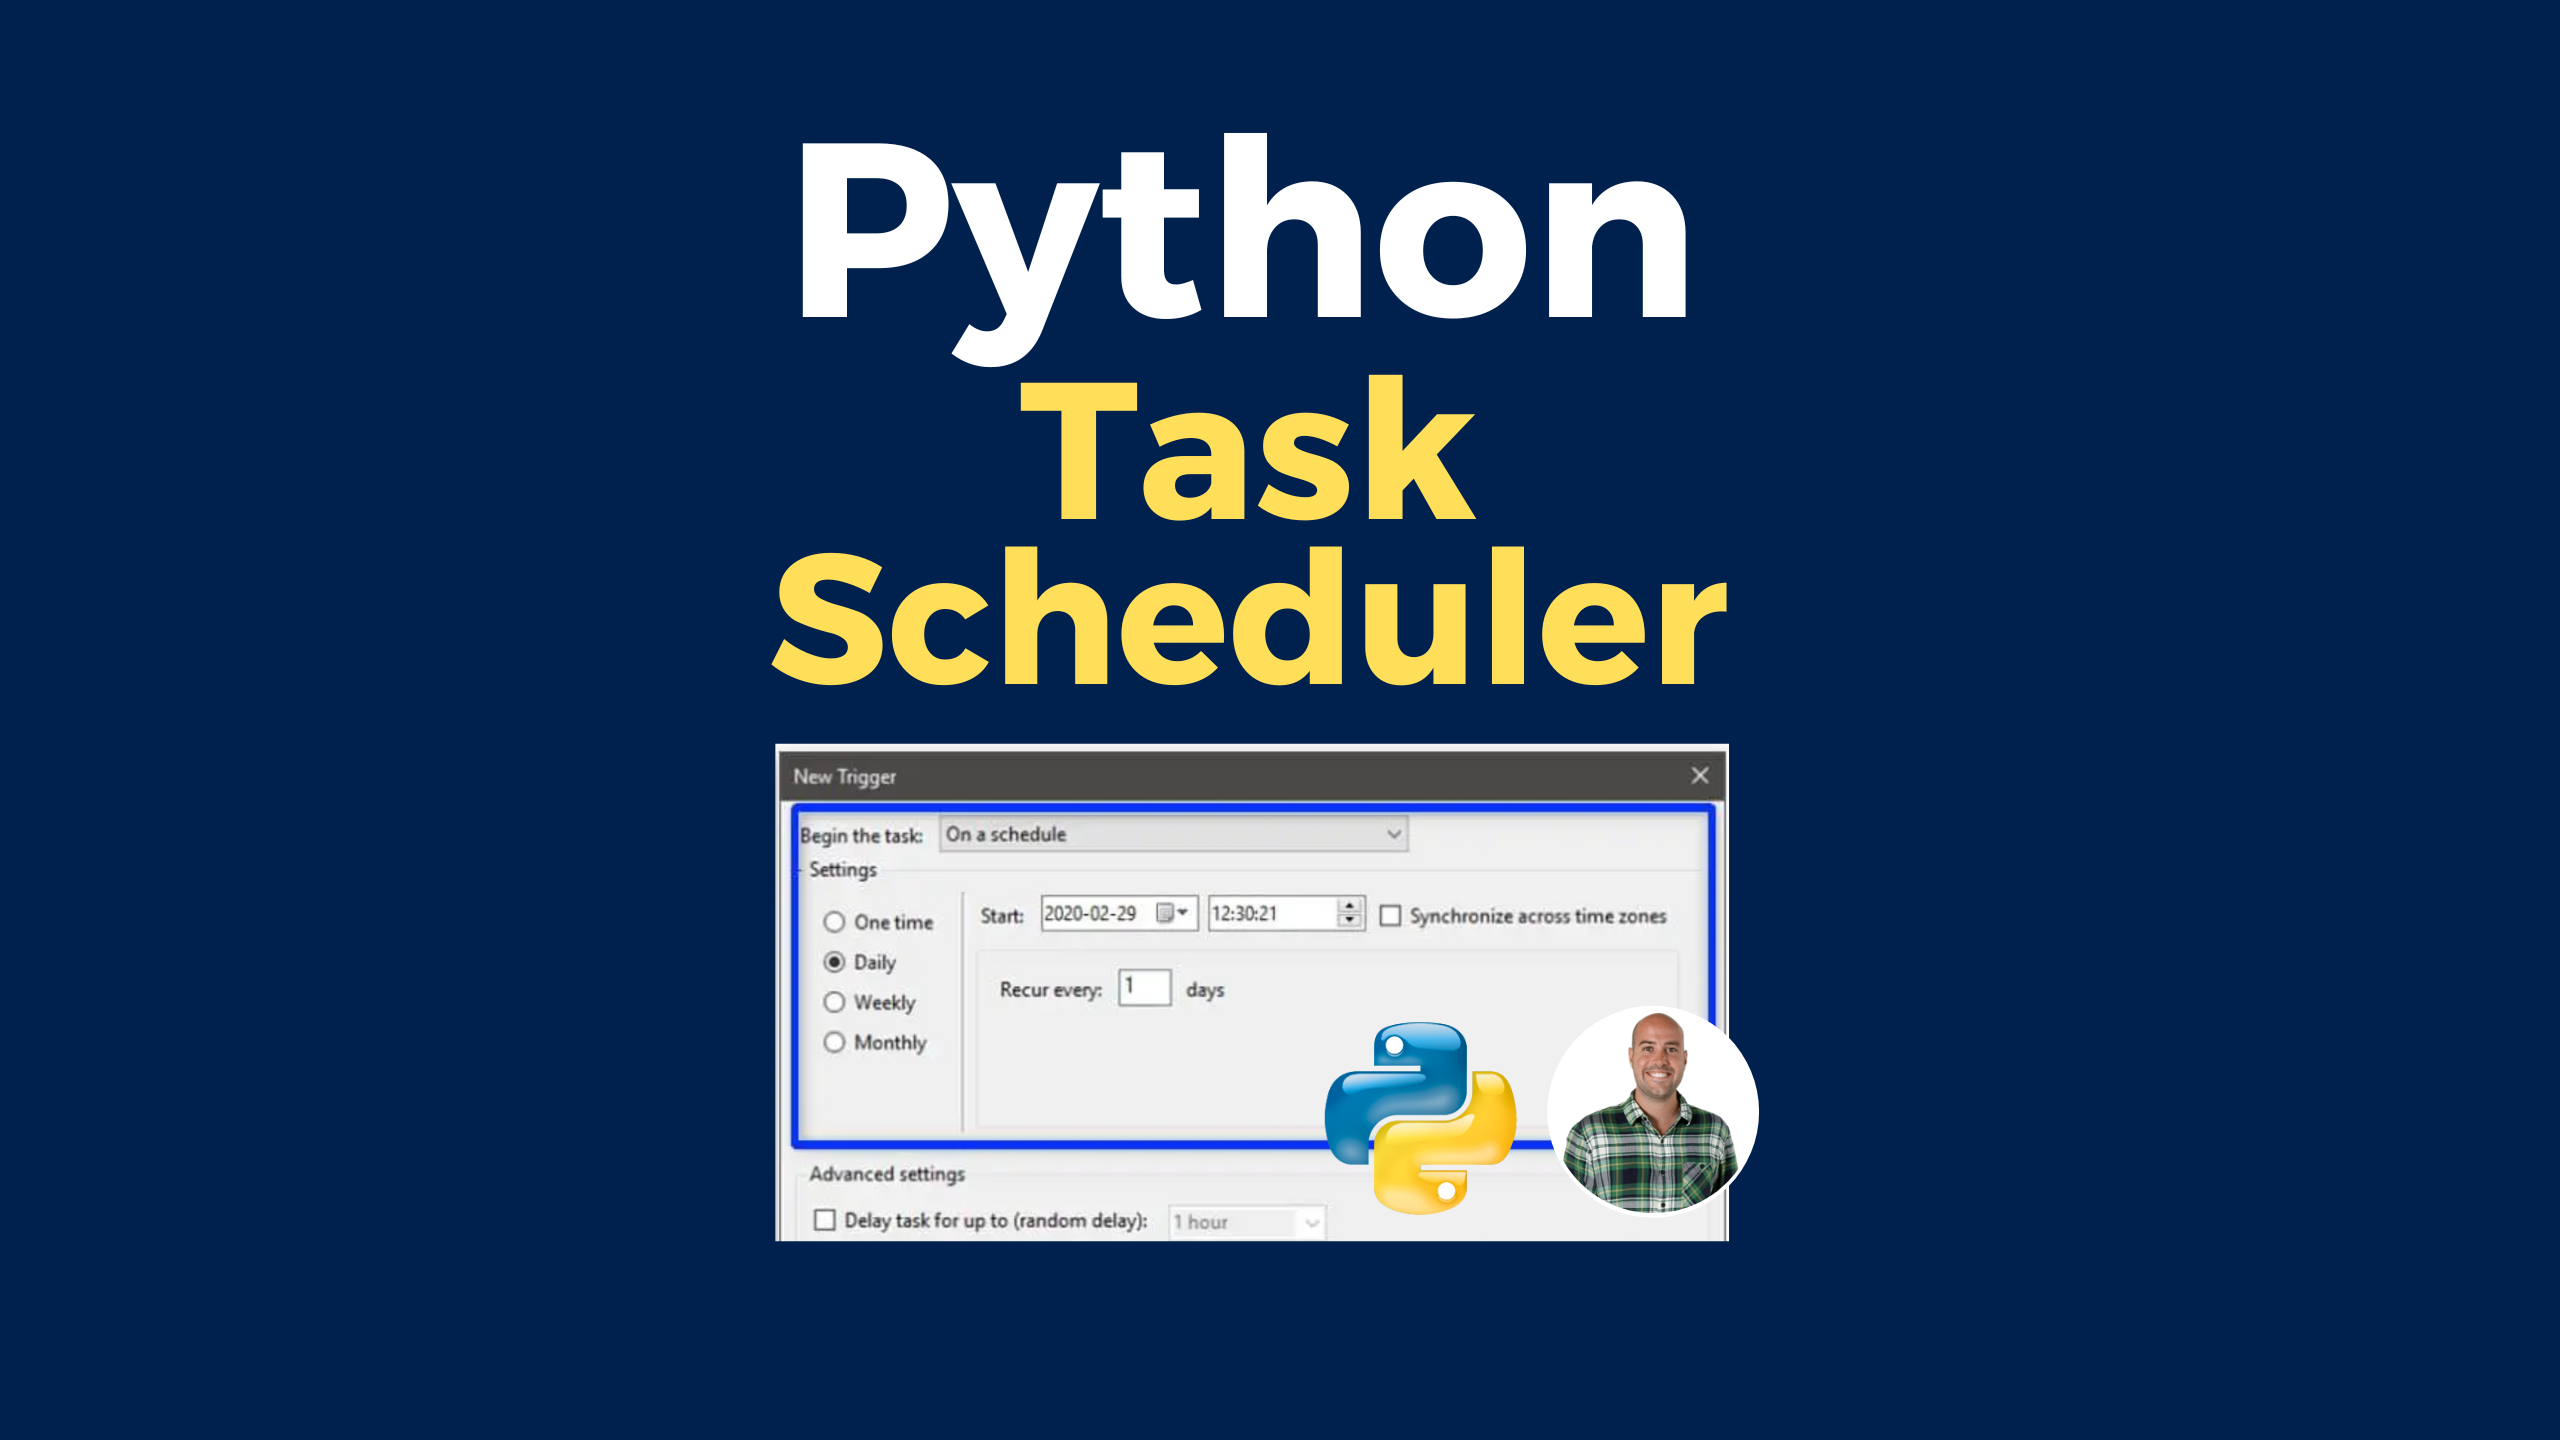 Python
Task
Scheduler
New Trigger
Begin the task: On a schedule
Settings
One time
Daily
Weekly
Monthly
Start: 2020-02-29 12:30:21 Synchronize across time zones
Recur every: 1 days
Advanced settings
Delay task for up to (random delay): 1 hour